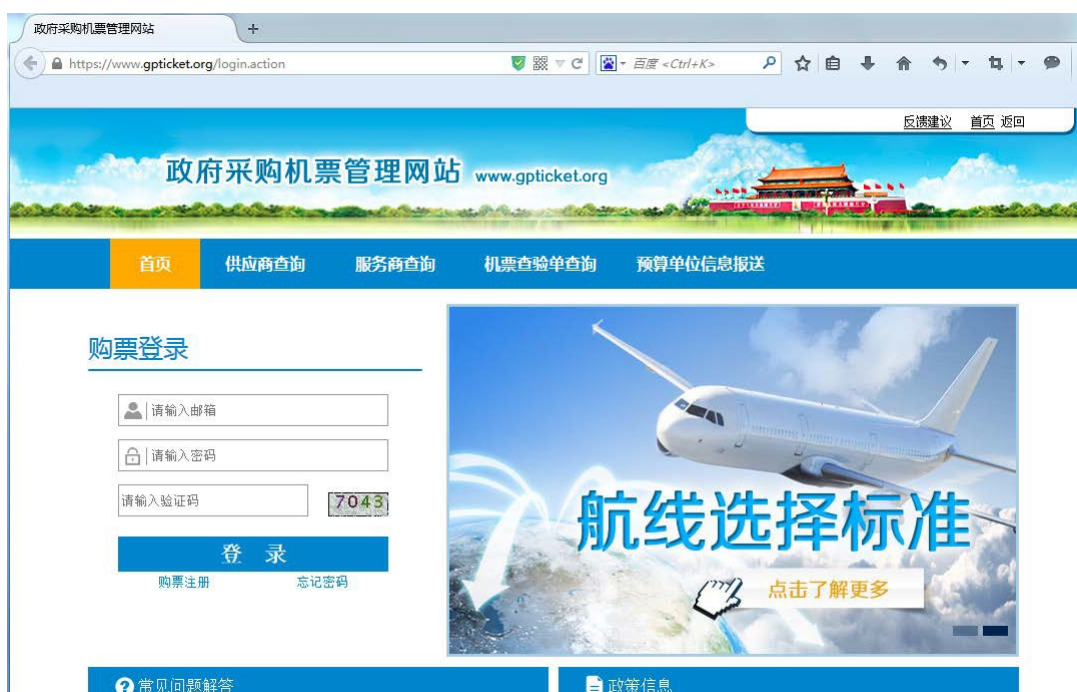 政府采购机票管理网站
https://www.gpticket.org/login.action
百度 <Ctrl+K>
反馈建议 首页 返回
政府采购机票管理网站 www.gpticket.org
首页 供应商查询 服务商查询 机票查验单查询 预算单位信息报送
购票登录
请输入邮箱
请输入密码
请输入验证码 7043
登 录
购票注册 忘记密码
航线选择标准
点击了解更多
常见问题解答 政策信息